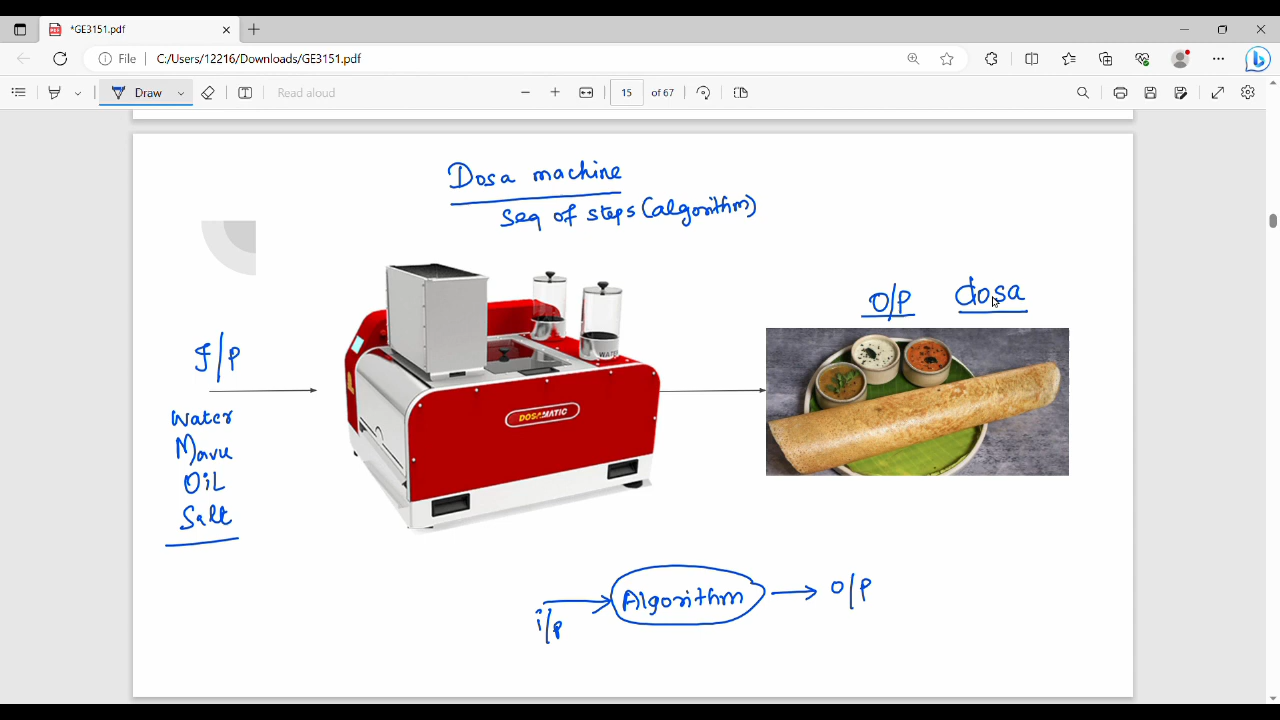 *GE3151.pdf
File
C:/Users/12216/Downloads/GE3151.pdf
Draw
Read aloud
15
of 67
Dosa machine
Seq of steps (algorithm)
O/P dosa
I/P
Water
Mavu
Oil
Salt
WATER
DOSAMATIC
i/p
Algorithm
O/P